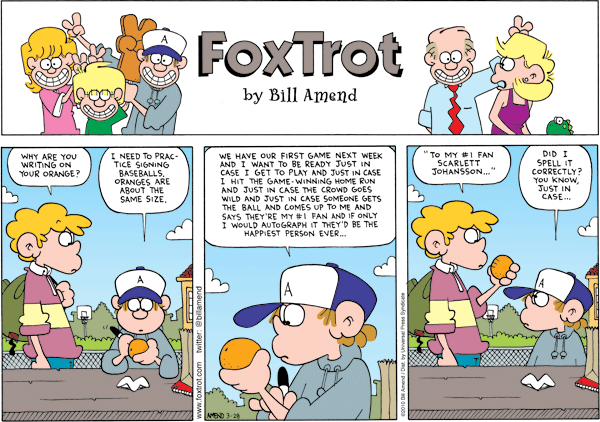 FOXTROT
by Bill Amend
A
WHY ARE YOU
WRITING ON
YOUR ORANGE?
I NEED TO PRAC-
TICE SIGNING
BASEBALLS.
ORANGES ARE
ABOUT THE
SAME SIZE.
A
www.foxtrot.com twitter: @billamend
WE HAVE OUR FIRST GAME NEXT WEEK
AND I WANT TO BE READY JUST IN
CASE I GET TO PLAY AND JUST IN CASE
I HIT THE GAME-WINNING HOME RUN
AND JUST IN CASE THE CROWD GOES
WILD AND JUST IN CASE SOMEONE GETS
THE BALL AND COMES UP TO ME AND
SAYS THEY'RE MY #1 FAN AND IF ONLY
I WOULD AUTOGRAPH IT THEY'D BE THE
HAPPIEST PERSON EVER...
A
AMEND 3-28
©2010 Bill Amend / Dist. by Universal Press Syndicate
"TO MY #1 FAN
SCARLETT
JOHANSSON..."
DID I
SPELL IT
CORRECTLY?
YOU KNOW,
JUST IN
CASE...
A